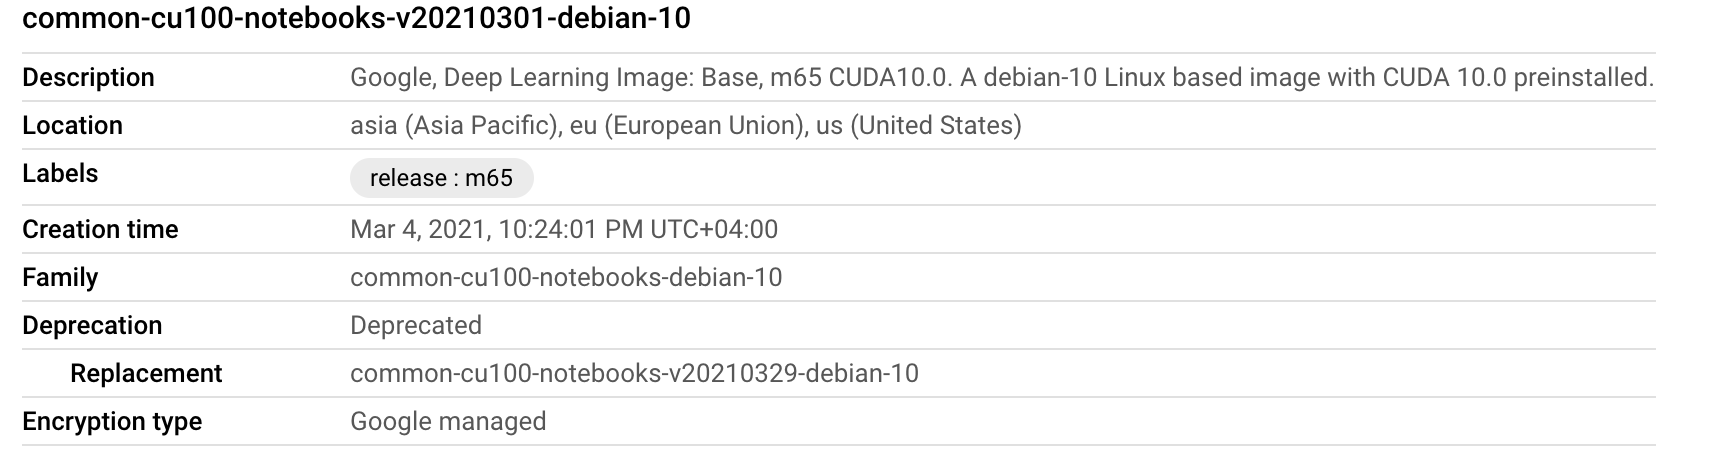 common-cu100-notebooks-v20210301-debian-10
Description Google, Deep Learning Image: Base, m65 CUDA10.0. A debian-10 Linux based image with CUDA 10.0 preinstalled.
Location asia (Asia Pacific), eu (European Union), us (United States)
Labels release : m65
Creation time Mar 4, 2021, 10:24:01 PM UTC+04:00
Family common-cu100-notebooks-debian-10
Deprecation Deprecated
Replacement common-cu100-notebooks-v20210329-debian-10
Encryption type Google managed